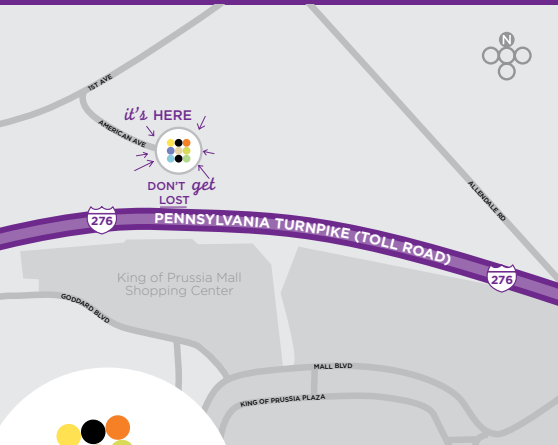 N
1ST AVE
it's HERE
AMERICAN AVE
DON'T get
LOST
ALLENDALE RD
276
PENNSYLVANIA TURNPIKE (TOLL ROAD)
276
King of Prussia Mall
Shopping Center
GODDARD BLVD
MALL BLVD
KING OF PRUSSIA PLAZA